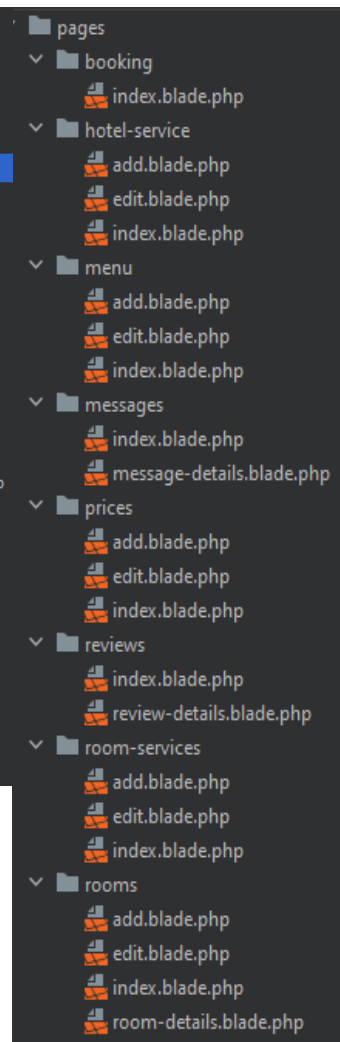 pages
booking
index.blade.php
hotel-service
add.blade.php
edit.blade.php
index.blade.php
menu
add.blade.php
edit.blade.php
index.blade.php
messages
index.blade.php
message-details.blade.php
prices
add.blade.php
edit.blade.php
index.blade.php
reviews
index.blade.php
review-details.blade.php
room-services
add.blade.php
edit.blade.php
index.blade.php
rooms
add.blade.php
edit.blade.php
index.blade.php
room-details.blade.php